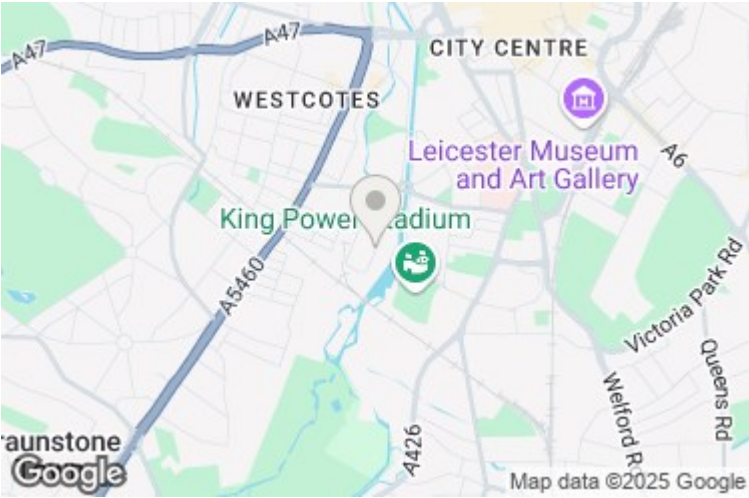 A47
A47
CITY CENTRE
WESTCOTES
Leicester Museum
and Art Gallery
A6
King Power Stadium
A5460
Victoria Park Rd
Queens Rd
Welford
A426
raunstone
Google
Map data ©2025 Google